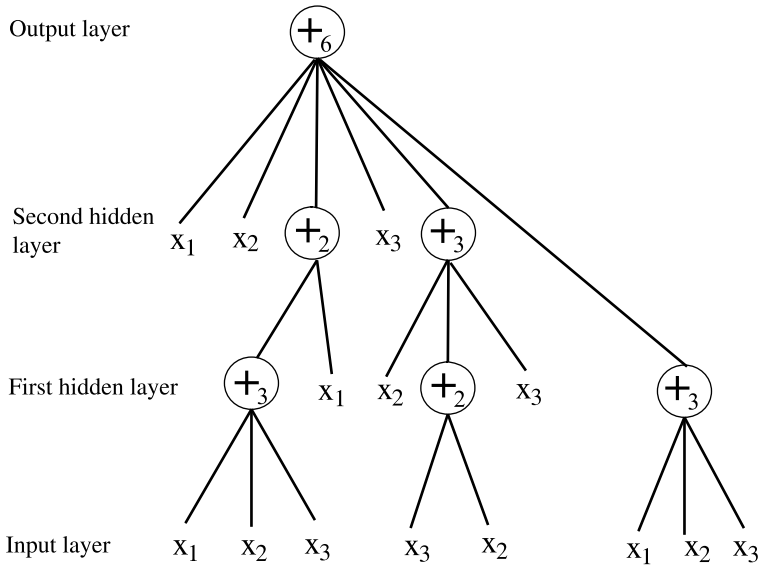 Output layer +₆
Second hidden
layer
x₁ x₂ +₂ x₃ +₃
First hidden layer +₃ x₁ x₂ +₂ x₃ +₃
Input layer x₁ x₂ x₃ x₃ x₂ x₁ x₂ x₃